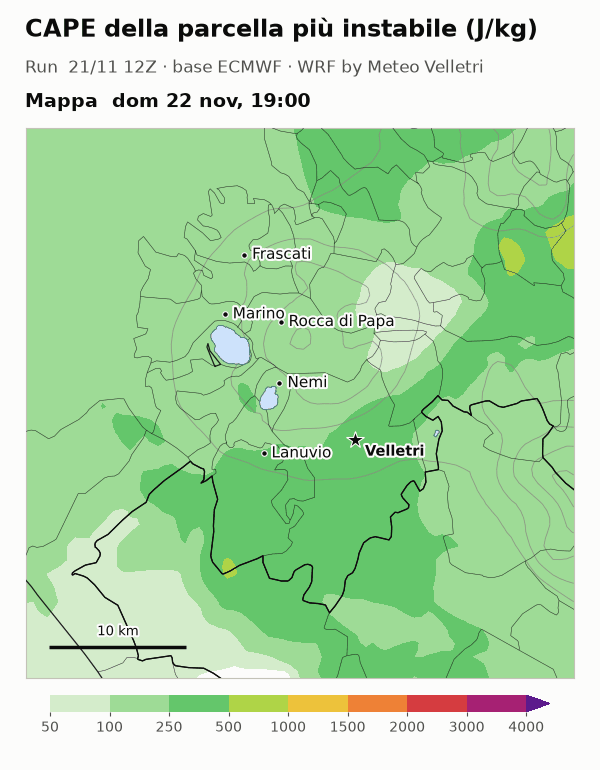 CAPE della parcella più instabile (J/kg)
Run  21/11 12Z · base ECMWF · WRF by Meteo Velletri
Mappa  dom 22 nov, 19:00
Frascati
Marino
Rocca di Papa
Nemi
Velletri
Lanuvio
10 km
50 100 250 500 1000 1500 2000 3000 4000